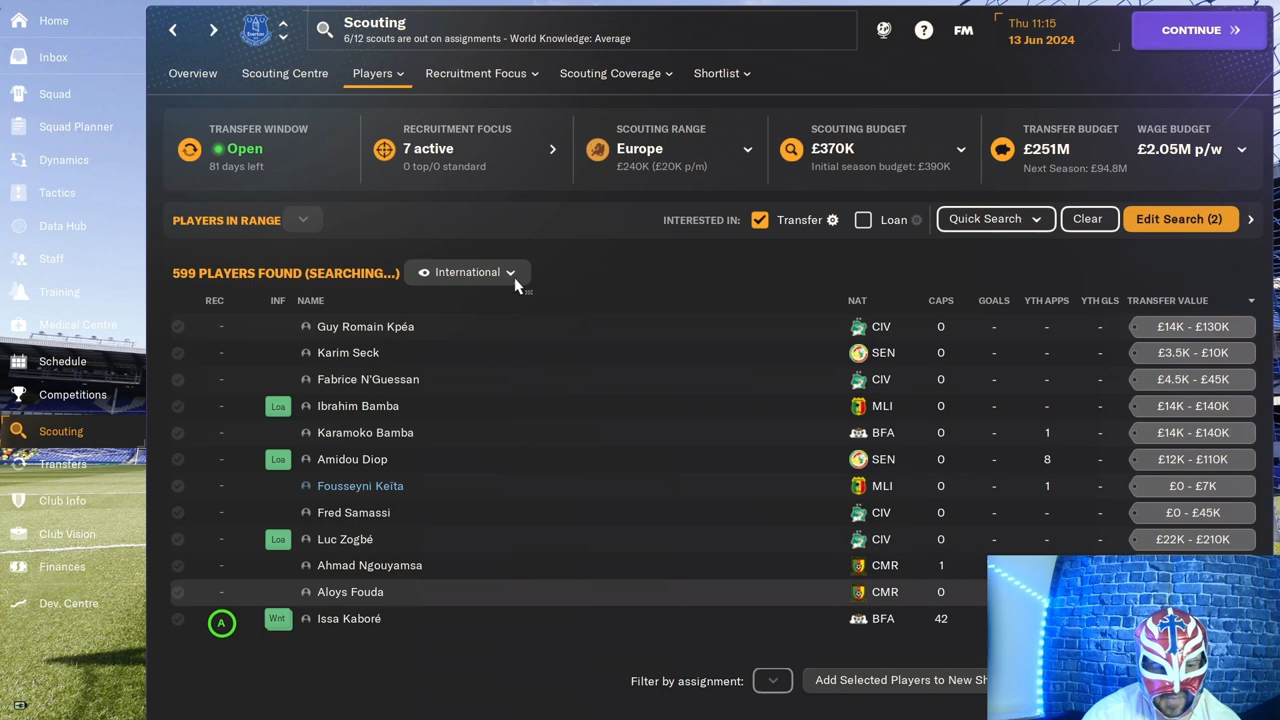 Home
Inbox
Squad
Squad Planner
Dynamics
Tactics
Data Hub
Staff
Training
Medical Centre
Schedule
Competitions
Scouting
Transfers
Club Info
Club Vision
Finances
Dev. Centre
Everton
Scouting
6/12 scouts are out on assignments - World Knowledge: Average
?
FM
Thu 11:15
13 Jun 2024
CONTINUE
Overview
Scouting Centre
Players
Recruitment Focus
Scouting Coverage
Shortlist
TRANSFER WINDOW
Open
81 days left
RECRUITMENT FOCUS
7 active
0 top/0 standard
SCOUTING RANGE
Europe
£240K (£20K p/m)
SCOUTING BUDGET
£370K
Initial season budget: £390K
TRANSFER BUDGET
£251M
Next Season: £94.8M
WAGE BUDGET
£2.05M p/w
PLAYERS IN RANGE
INTERESTED IN: Transfer Loan
Quick Search
Clear
Edit Search (2)
599 PLAYERS FOUND (SEARCHING...)
International
REC INF NAME NAT CAPS GOALS YTH APPS YTH GLS TRANSFER VALUE
- Guy Romain Kpéa CIV 0 - - - £14K - £130K
- Karim Seck SEN 0 - - - £3.5K - £10K
- Fabrice N'Guessan CIV 0 - - - £4.5K - £45K
- Loa Ibrahim Bamba MLI 0 - - - £14K - £140K
- Karamoko Bamba BFA 0 - 1 - £14K - £140K
- Loa Amidou Diop SEN 0 - 8 - £12K - £110K
- Fousseyni Keïta MLI 0 - 1 - £0 - £7K
- Fred Samassi CIV 0 - - - £0 - £45K
- Loa Luc Zogbé CIV 0 - - - £22K - £210K
- Ahmad Ngouyamsa CMR 1 -
- Aloys Fouda CMR 0 -
A Wnt Issa Kaboré BFA 42 -
Filter by assignment:
Add Selected Players to New Sh